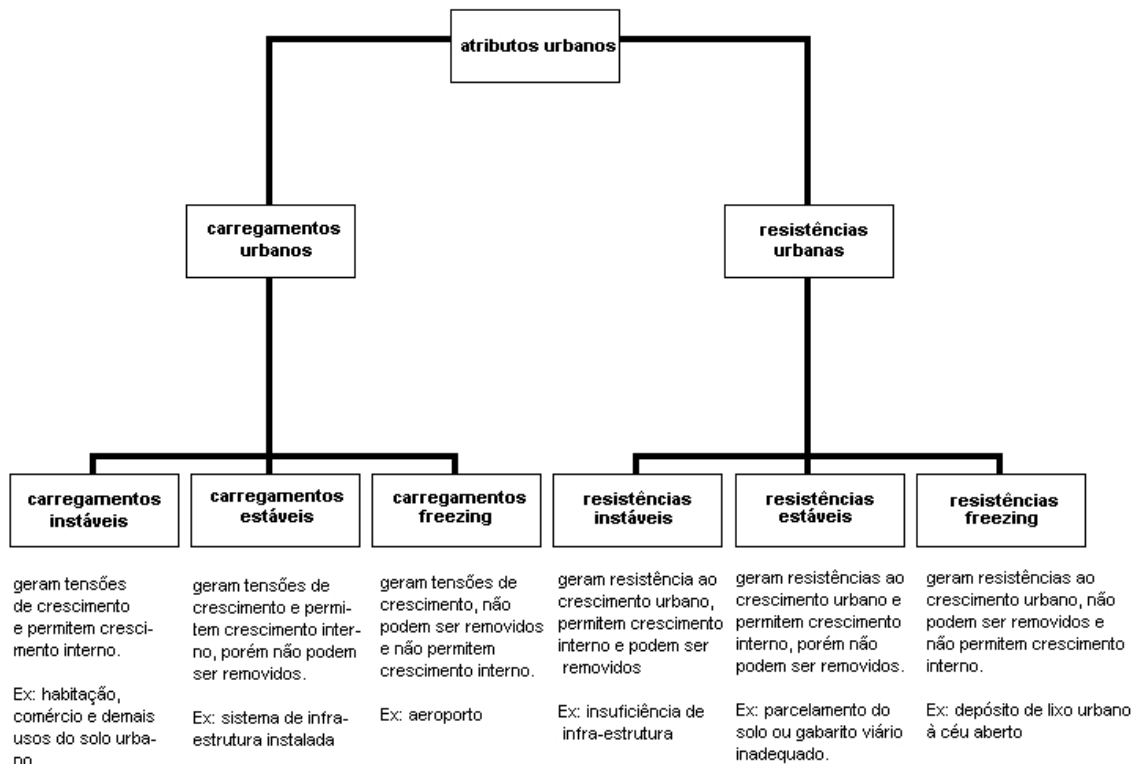 atributos urbanos
carregamentos
urbanos
resistências
urbanas
carregamentos
instáveis
carregamentos
estáveis
carregamentos
freezing
resistências
instáveis
resistências
estáveis
resistências
freezing
geram tensões
de crescimento
e permitem cresci-
mento interno.
Ex: habitação,
comércio e demais
usos do solo urba-
no
geram tensões de
crescimento e permi-
tem crescimento inter-
no, porém não podem
ser removidos.
Ex: sistema de infra-
estrutura instalada
geram tensões de
crescimento, não
podem ser removidos
e não permitem
crescimento interno.
Ex: aeroporto
geram resistência ao
crescimento urbano,
permitem crescimento
interno e podem ser
removidos
Ex: insuficiência de
infra-estrutura
geram resistências ao
crescimento urbano e
permitem crescimento
interno, porém não
podem ser removidos.
Ex: parcelamento do
solo ou gabarito viário
inadequado.
geram resistências ao
crescimento urbano, não
podem ser removidos e
não permitem crescimento
interno.
Ex: depósito de lixo urbano
à céu aberto